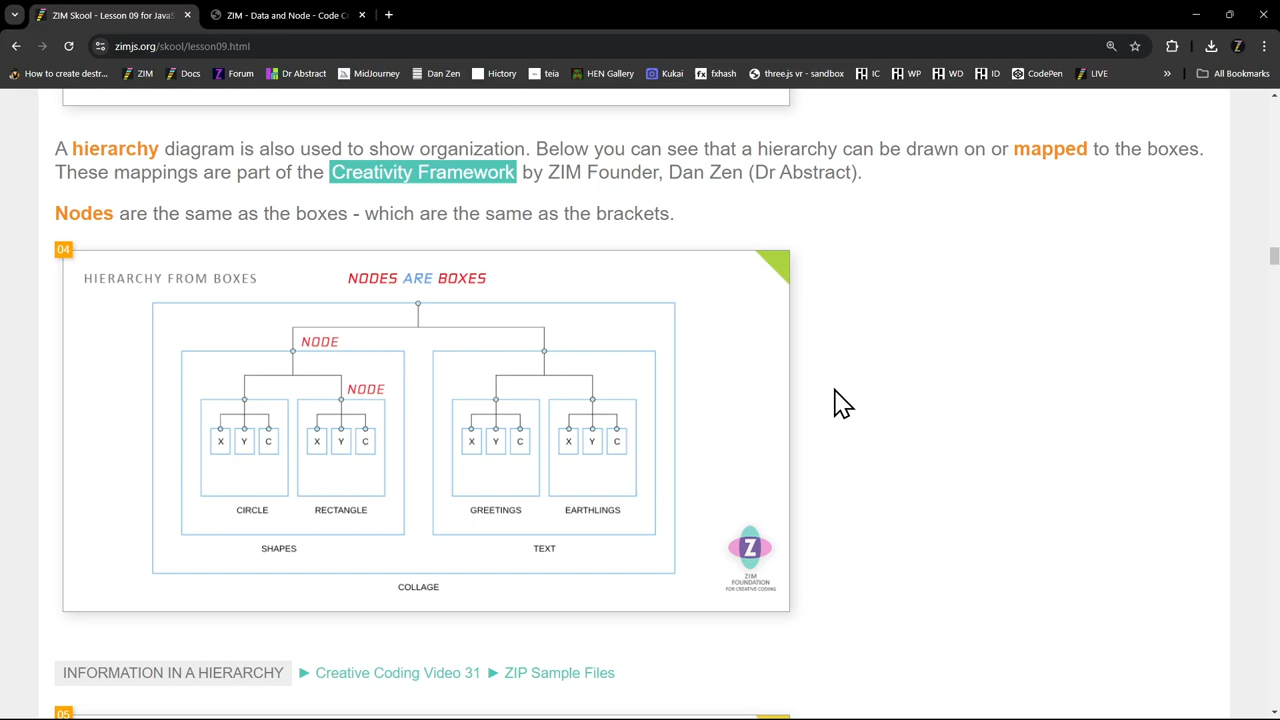 ZIM Skool - Lesson 09 for JavaS
ZIM - Data and Node - Code C
zimjs.org/skool/lesson09.html
How to create destr...
ZIM
Docs
Forum
Dr Abstract
MidJourney
Dan Zen
Hictory
teia
HEN Gallery
Kukai
fxhash
three.js vr - sandbox
IC
WP
WD
ID
CodePen
LIVE
»
All Bookmarks
A hierarchy diagram is also used to show organization. Below you can see that a hierarchy can be drawn on or mapped to the boxes.
These mappings are part of the Creativity Framework by ZIM Founder, Dan Zen (Dr Abstract).
Nodes are the same as the boxes - which are the same as the brackets.
04
HIERARCHY FROM BOXES
NODES ARE BOXES
NODE
NODE
X Y C X Y C X Y C X Y C
CIRCLE RECTANGLE GREETINGS EARTHLINGS
SHAPES TEXT
COLLAGE
Z
ZIM
FOUNDATION
FOR CREATIVE CODING
INFORMATION IN A HIERARCHY ► Creative Coding Video 31 ► ZIP Sample Files
05